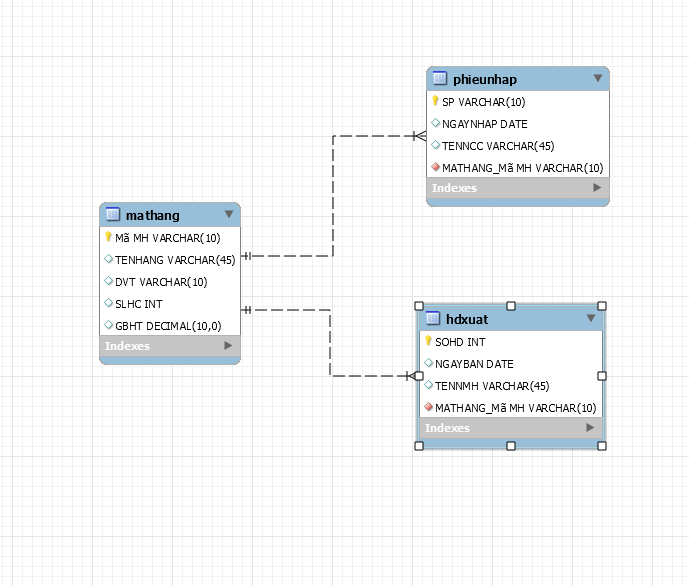 phieunhap
SP VARCHAR(10)
NGAYNHAP DATE
TENNCC VARCHAR(45)
MATHANG_Mã MH VARCHAR(10)
Indexes
mathang
Mã MH VARCHAR(10)
TENHANG VARCHAR(45)
DVT VARCHAR(10)
SLHC INT
GBHT DECIMAL(10,0)
Indexes
hdxuat
SOHD INT
NGAYBAN DATE
TENNMH VARCHAR(45)
MATHANG_Mã MH VARCHAR(10)
Indexes